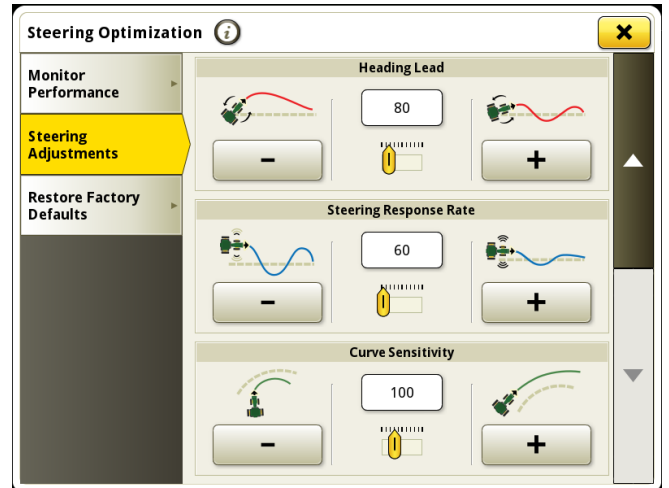 Steering Optimization
Monitor
Performance
Steering
Adjustments
Restore Factory
Defaults
Heading Lead
80
Steering Response Rate
60
Curve Sensitivity
100